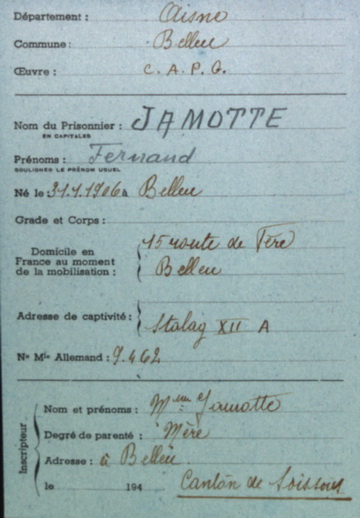 Département : Aisne
Commune : Belleu
Œuvre : C. A. P. G.
Nom du Prisonnier : JAMOTTE
EN CAPITALES
Prénoms : Fernand
SOULIGNER LE PRÉNOM USUEL
Né le : 31.1.1906 à Belleu
Grade et Corps :
Domicile en France au moment de la mobilisation : 15 route de Fère
Belleu
Adresse de captivité : Stalag XII A
No Mle Allemand : 9.462
Inscripteur
Nom et prénoms : Mme Jamotte
Degré de parenté : Mère
Adresse : à Belleu
le 194 Canton de Soissons